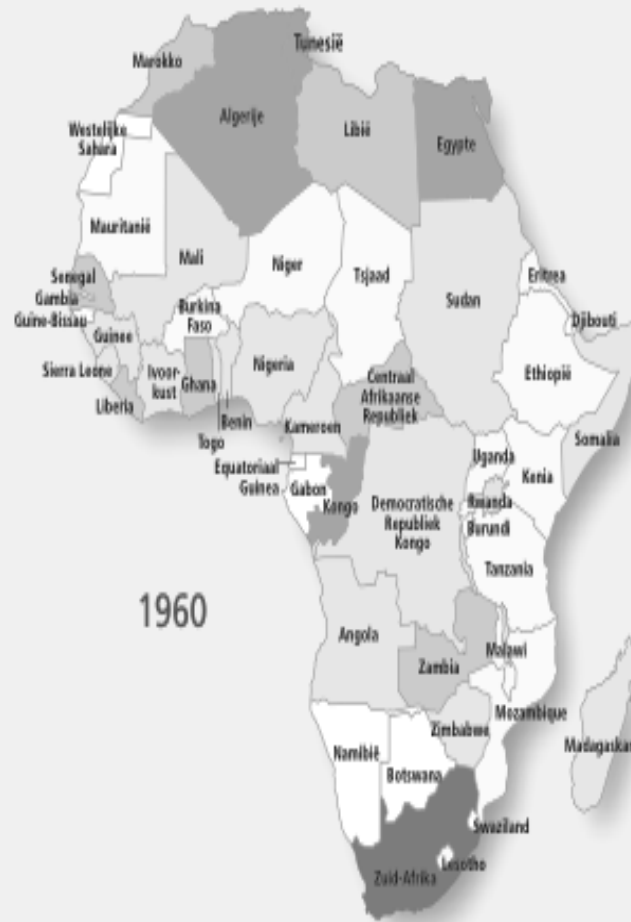 Tunesië
Marokko
Algerije
Libië
Egypte
Westelijke
Sahara
Mauritanië
Mali
Niger
Tsjaad
Sudan
Eritrea
Djibouti
Senegal
Gambia
Guine-Bissau
Guinee
Burkina
Faso
Nigeria
Ethiopië
Sierra Leone
Ivoor-
kust
Ghana
Centraal
Afrikaanse
Republiek
Liberia
Benin
Togo
Kameroen
Somalia
Equatoriaal
Guinea
Gabon
Kongo
Uganda
Kenia
Democratische
Republiek
Kongo
Rwanda
Burundi
Tanzania
1960
Angola
Zambia
Malawi
Mozambique
Zimbabwe
Madagaskar
Namibië
Botswana
Swaziland
Lesotho
Zuid-Afrika